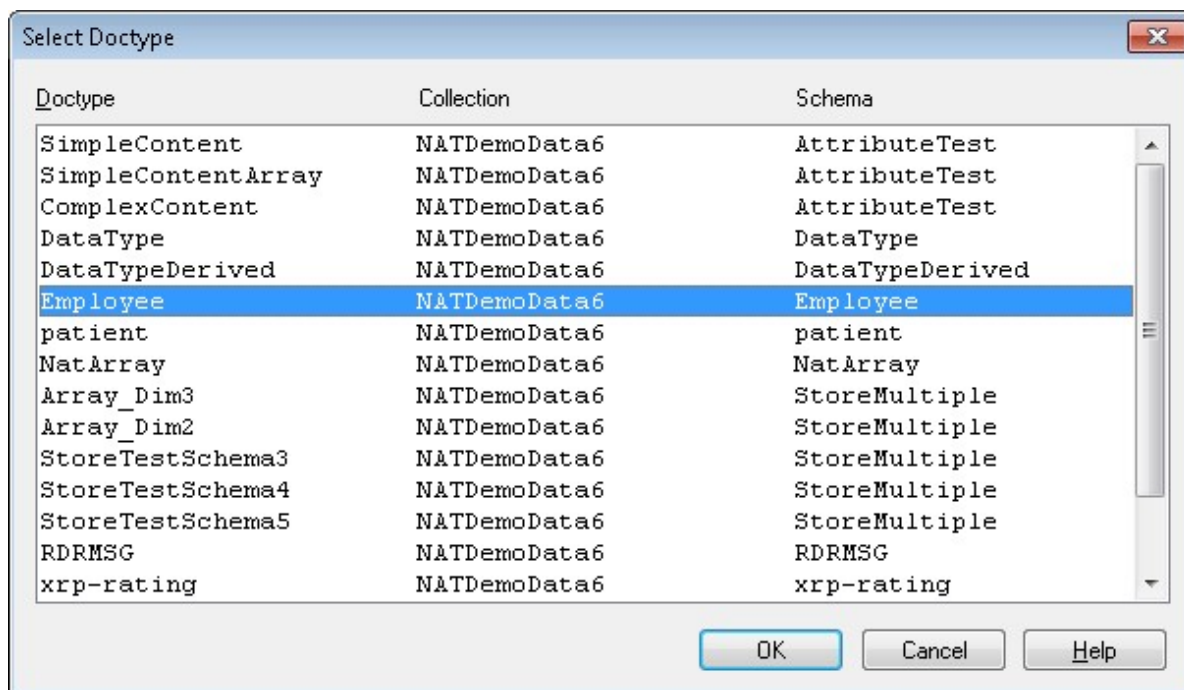 Select Doctype
Doctype Collection Schema
SimpleContent NATDemoData6 AttributeTest
SimpleContentArray NATDemoData6 AttributeTest
ComplexContent NATDemoData6 AttributeTest
DataType NATDemoData6 DataType
DataTypeDerived NATDemoData6 DataTypeDerived
Employee NATDemoData6 Employee
patient NATDemoData6 patient
NatArray NATDemoData6 NatArray
Array_Dim3 NATDemoData6 StoreMultiple
Array_Dim2 NATDemoData6 StoreMultiple
StoreTestSchema3 NATDemoData6 StoreMultiple
StoreTestSchema4 NATDemoData6 StoreMultiple
StoreTestSchema5 NATDemoData6 StoreMultiple
RDRMSG NATDemoData6 RDRMSG
xrp-rating NATDemoData6 xrp-rating
OK Cancel Help